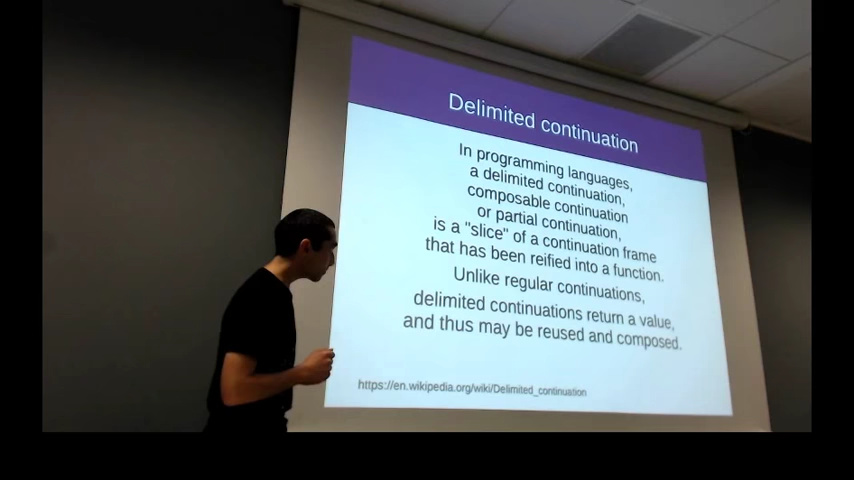 Delimited continuation
In programming languages,
a delimited continuation,
composable continuation
or partial continuation,
is a "slice" of a continuation frame
that has been reified into a function.
Unlike regular continuations,
delimited continuations return a value,
and thus may be reused and composed.
https://en.wikipedia.org/wiki/Delimited_continuation